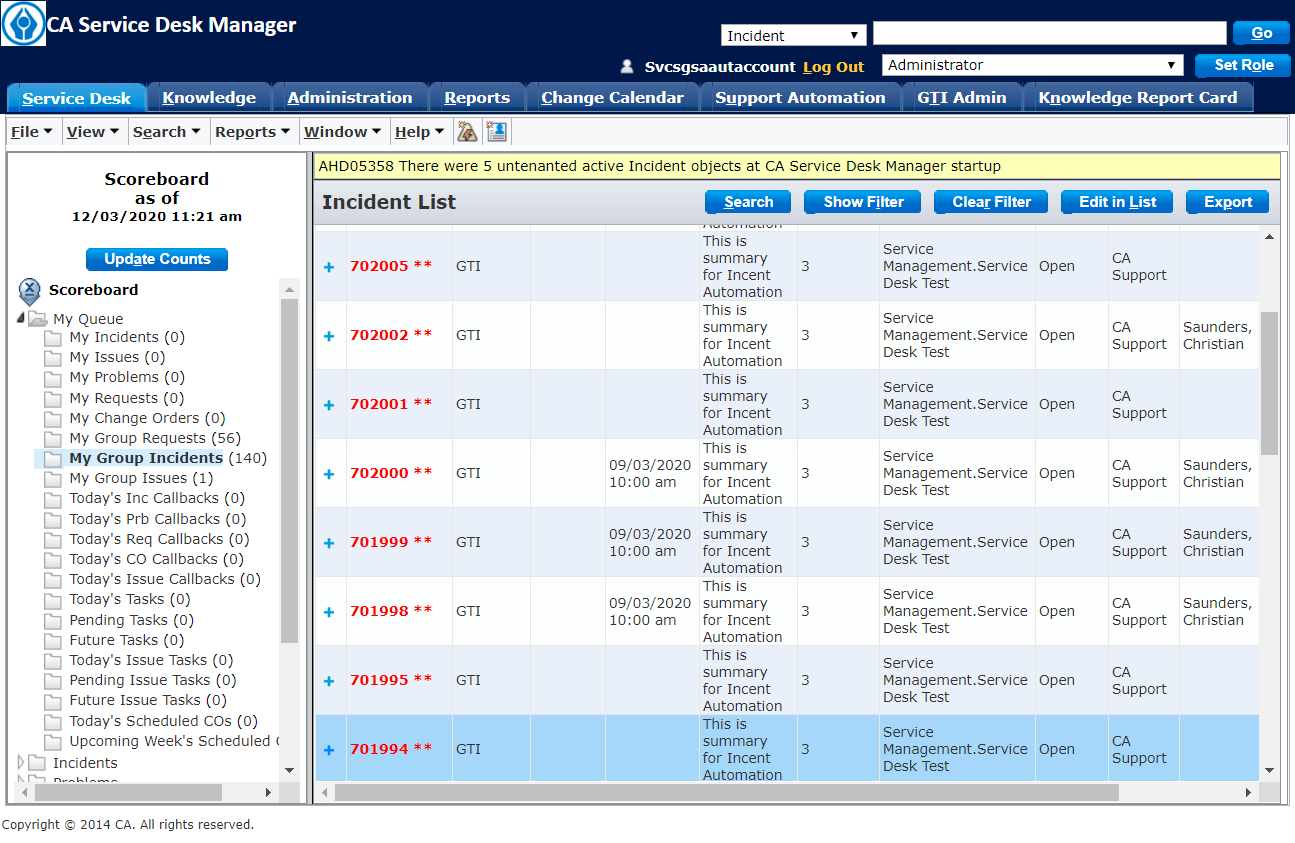 CA Service Desk Manager
Incident
Go
Svcsgsaautaccount Log Out Administrator Set Role
Service Desk Knowledge Administration Reports Change Calendar Support Automation GTI Admin Knowledge Report Card
File View Search Reports Window Help
Scoreboard
as of
12/03/2020 11:21 am
Update Counts
Scoreboard
My Queue
My Incidents (0)
My Issues (0)
My Problems (0)
My Requests (0)
My Change Orders (0)
My Group Requests (56)
My Group Incidents (140)
My Group Issues (1)
Today's Inc Callbacks (0)
Today's Prb Callbacks (0)
Today's Req Callbacks (0)
Today's CO Callbacks (0)
Today's Issue Callbacks (0)
Today's Tasks (0)
Pending Tasks (0)
Future Tasks (0)
Today's Issue Tasks (0)
Pending Issue Tasks (0)
Future Issue Tasks (0)
Today's Scheduled COs (0)
Upcoming Week's Scheduled
Incidents
Problems
AHD05358 There were 5 untenanted active Incident objects at CA Service Desk Manager startup
Incident List
Search Show Filter Clear Filter Edit in List Export
Automation
702005 ** GTI
This is
summary
for Incent
Automation
3
Service
Management.Service
Desk Test
Open
CA
Support
702002 ** GTI
This is
summary
for Incent
Automation
3
Service
Management.Service
Desk Test
Open
CA
Support
Saunders,
Christian
702001 ** GTI
This is
summary
for Incent
Automation
3
Service
Management.Service
Desk Test
Open
CA
Support
702000 ** GTI
09/03/2020
10:00 am
This is
summary
for Incent
Automation
3
Service
Management.Service
Desk Test
Open
CA
Support
Saunders,
Christian
701999 ** GTI
09/03/2020
10:00 am
This is
summary
for Incent
Automation
3
Service
Management.Service
Desk Test
Open
CA
Support
Saunders,
Christian
701998 ** GTI
09/03/2020
10:00 am
This is
summary
for Incent
Automation
3
Service
Management.Service
Desk Test
Open
CA
Support
Saunders,
Christian
701995 ** GTI
This is
summary
for Incent
Automation
3
Service
Management.Service
Desk Test
Open
CA
Support
701994 ** GTI
This is
summary
for Incent
Automation
3
Service
Management.Service
Desk Test
Open
CA
Support
Copyright © 2014 CA. All rights reserved.